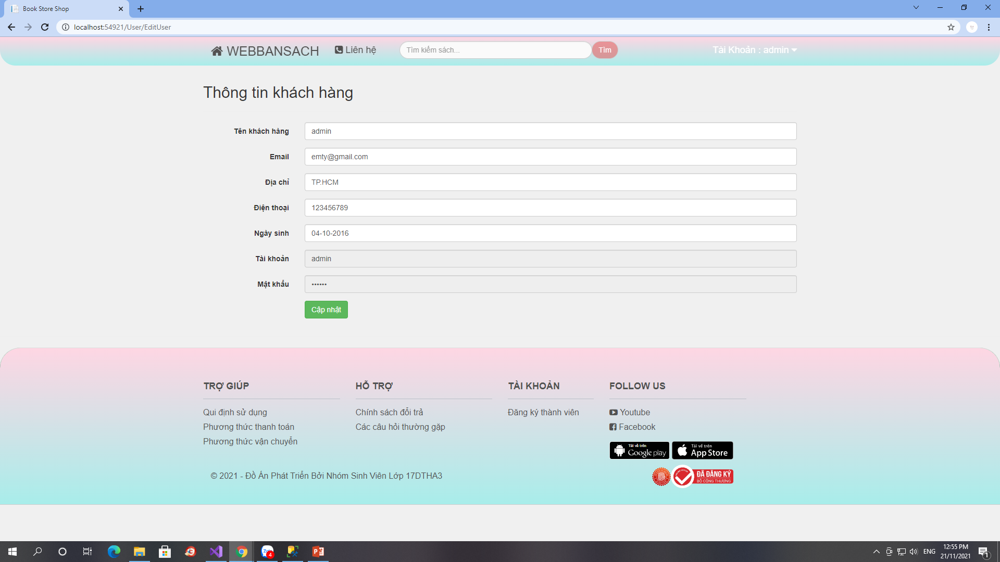 Book Store Shop
localhost:54921/User/EditUser
WEBBANSACH
Liên hệ
Tìm kiếm sách...
Tìm
Tài Khoản : admin
Thông tin khách hàng
Tên khách hàng
admin
Email
emty@gmail.com
Địa chỉ
TP.HCM
Điện thoại
123456789
Ngày sinh
04-10-2016
Tài khoản
admin
Mật khẩu
••••••
Cập nhật
TRỢ GIÚP
Qui định sử dụng
Phương thức thanh toán
Phương thức vận chuyển
HỖ TRỢ
Chính sách đổi trả
Các câu hỏi thường gặp
TÀI KHOẢN
Đăng ký thành viên
FOLLOW US
Youtube
Facebook
Tải về trên
Google play
Tải về trên
App Store
© 2021 - Đồ Án Phát Triển Bởi Nhóm Sinh Viên Lớp 17DTHA3
ĐÃ ĐĂNG KÝ
BỘ CÔNG THƯƠNG
Zalo
4
ENG
12:55 PM
21/11/2021
1